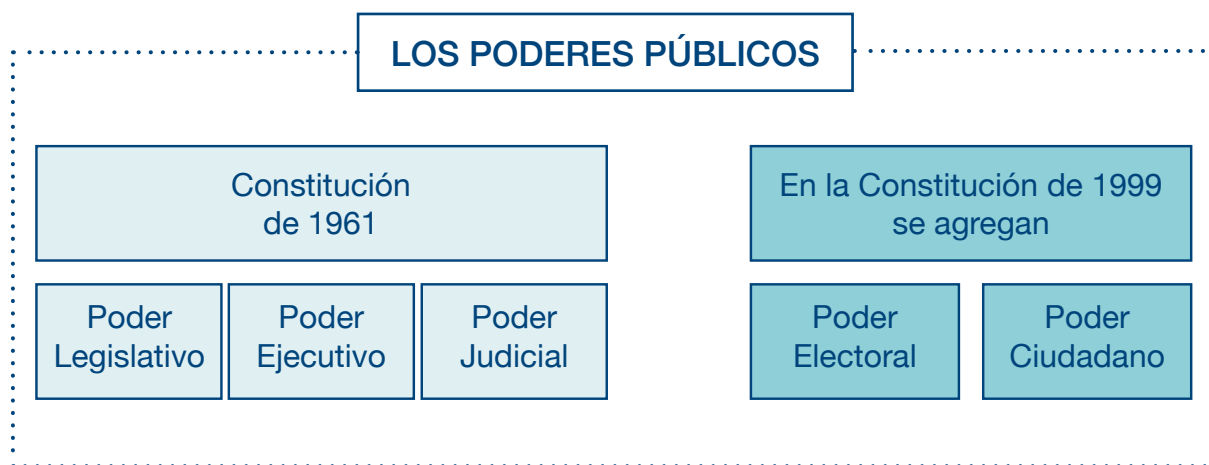 LOS PODERES PÚBLICOS
Constitución
de 1961
En la Constitución de 1999
se agregan
Poder
Legislativo
Poder
Ejecutivo
Poder
Judicial
Poder
Electoral
Poder
Ciudadano